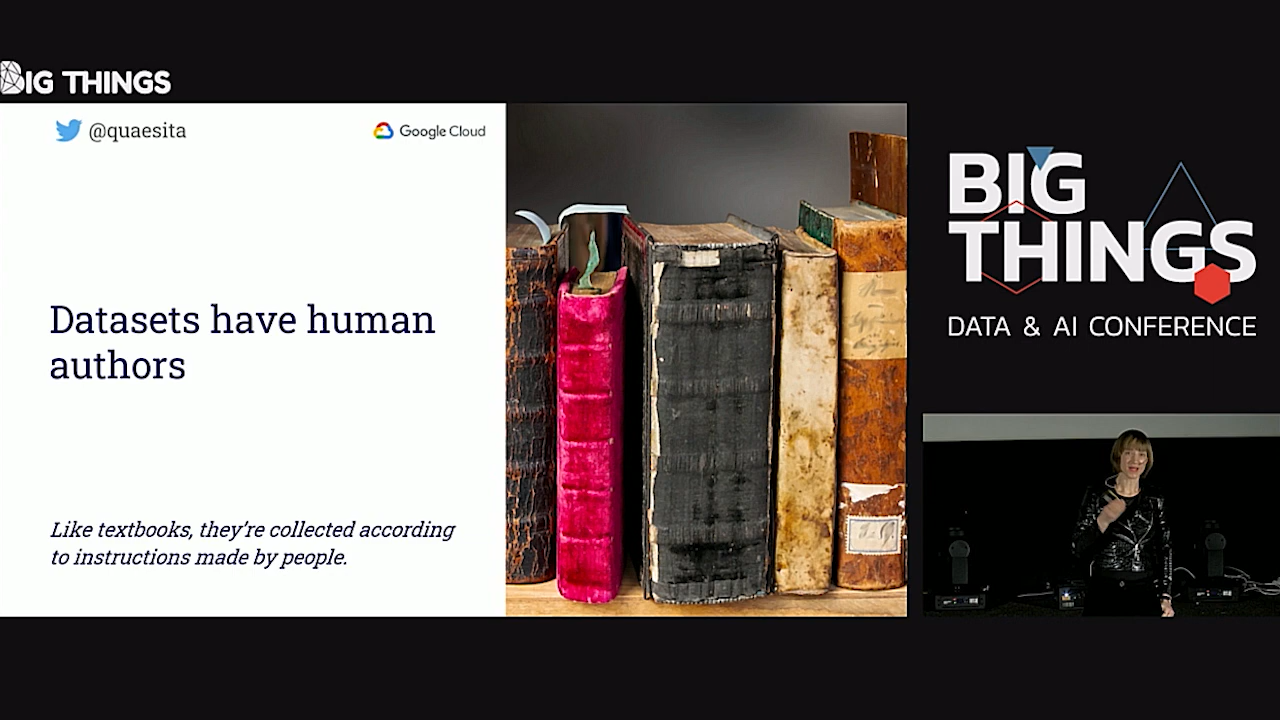 BIG THINGS
@quaesita
Google Cloud
Datasets have human
authors
Like textbooks, they're collected according
to instructions made by people.
BIG
THINGS
DATA & AI CONFERENCE